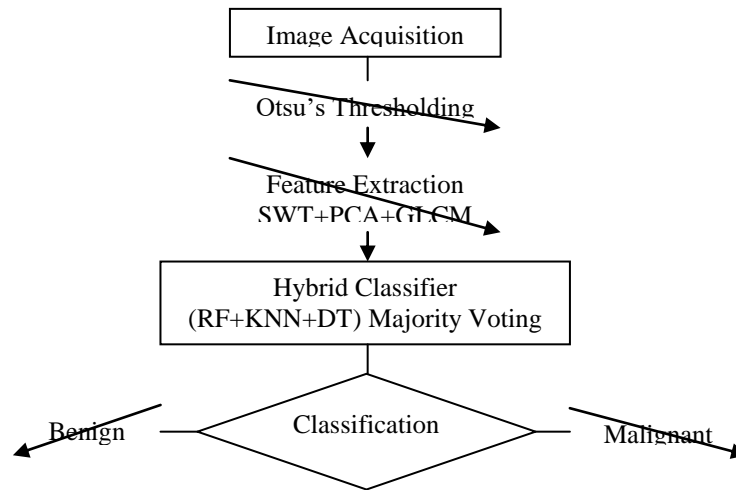 Image Acquisition
Otsu's Thresholding
Feature Extraction
SWT+PCA+GLCM
Hybrid Classifier
(RF+KNN+DT) Majority Voting
Classification
Benign
Malignant